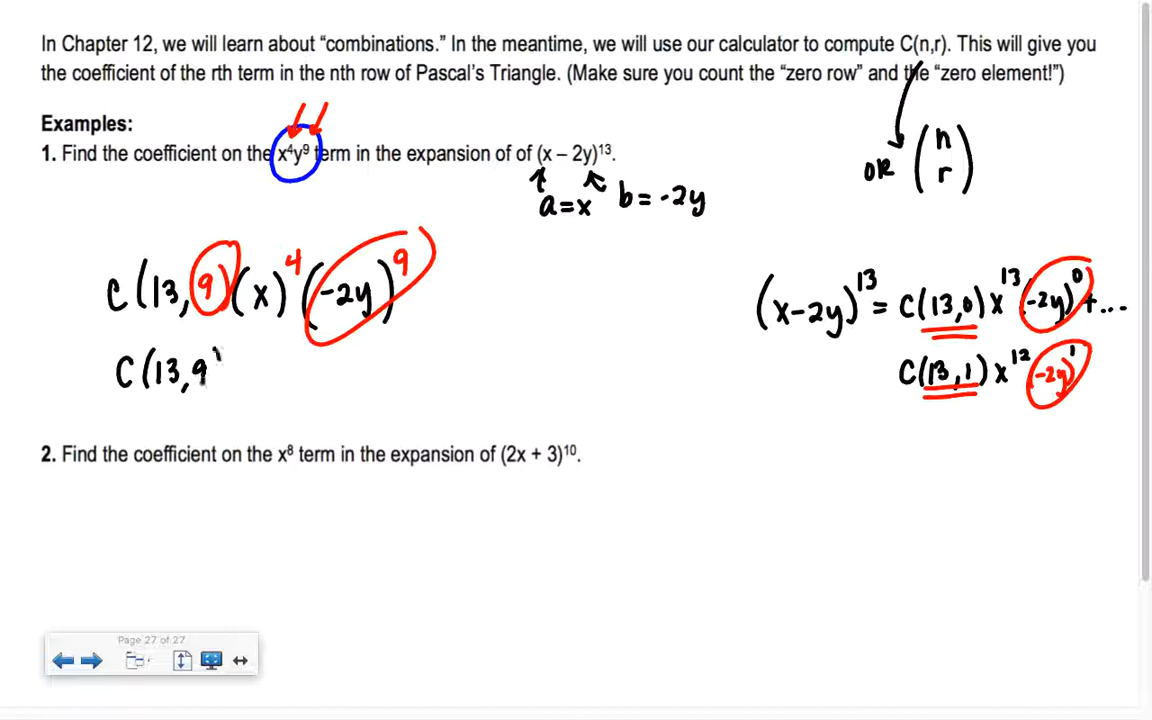 In Chapter 12, we will learn about “combinations.” In the meantime, we will use our calculator to compute C(n,r). This will give you
the coefficient of the rth term in the nth row of Pascal’s Triangle. (Make sure you count the “zero row” and the “zero element!”)
Examples:
1. Find the coefficient on the x⁴y⁹ term in the expansion of of (x – 2y)¹³.
OR (n r)
a=x b=-2y
C(13,9)(x)⁴(-2y)⁹
(x-2y)¹³ = C(13,0)x¹³(-2y)⁰+...
C(13,9
C(13,1)x¹²(-2y)¹
2. Find the coefficient on the x⁸ term in the expansion of (2x + 3)¹⁰.
Page 27 of 27